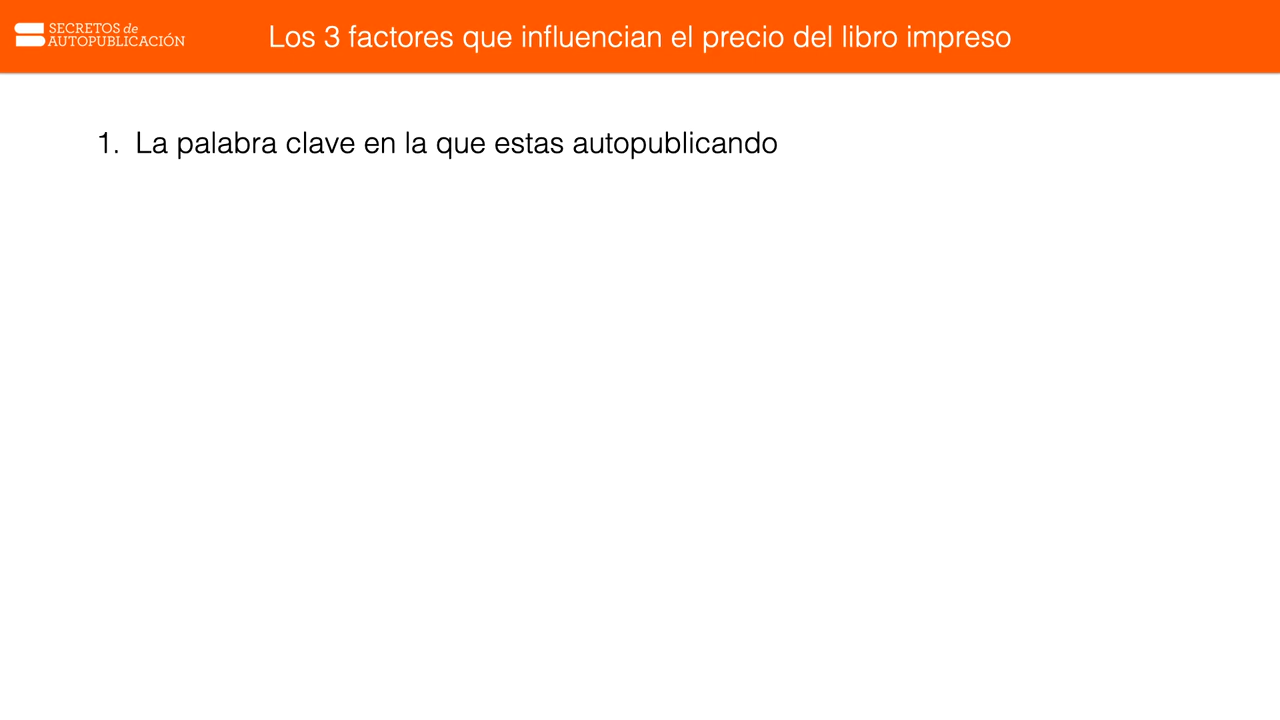 SECRETOS de
AUTOPUBLICACIÓN
Los 3 factores que influencian el precio del libro impreso
1. La palabra clave en la que estas autopublicando